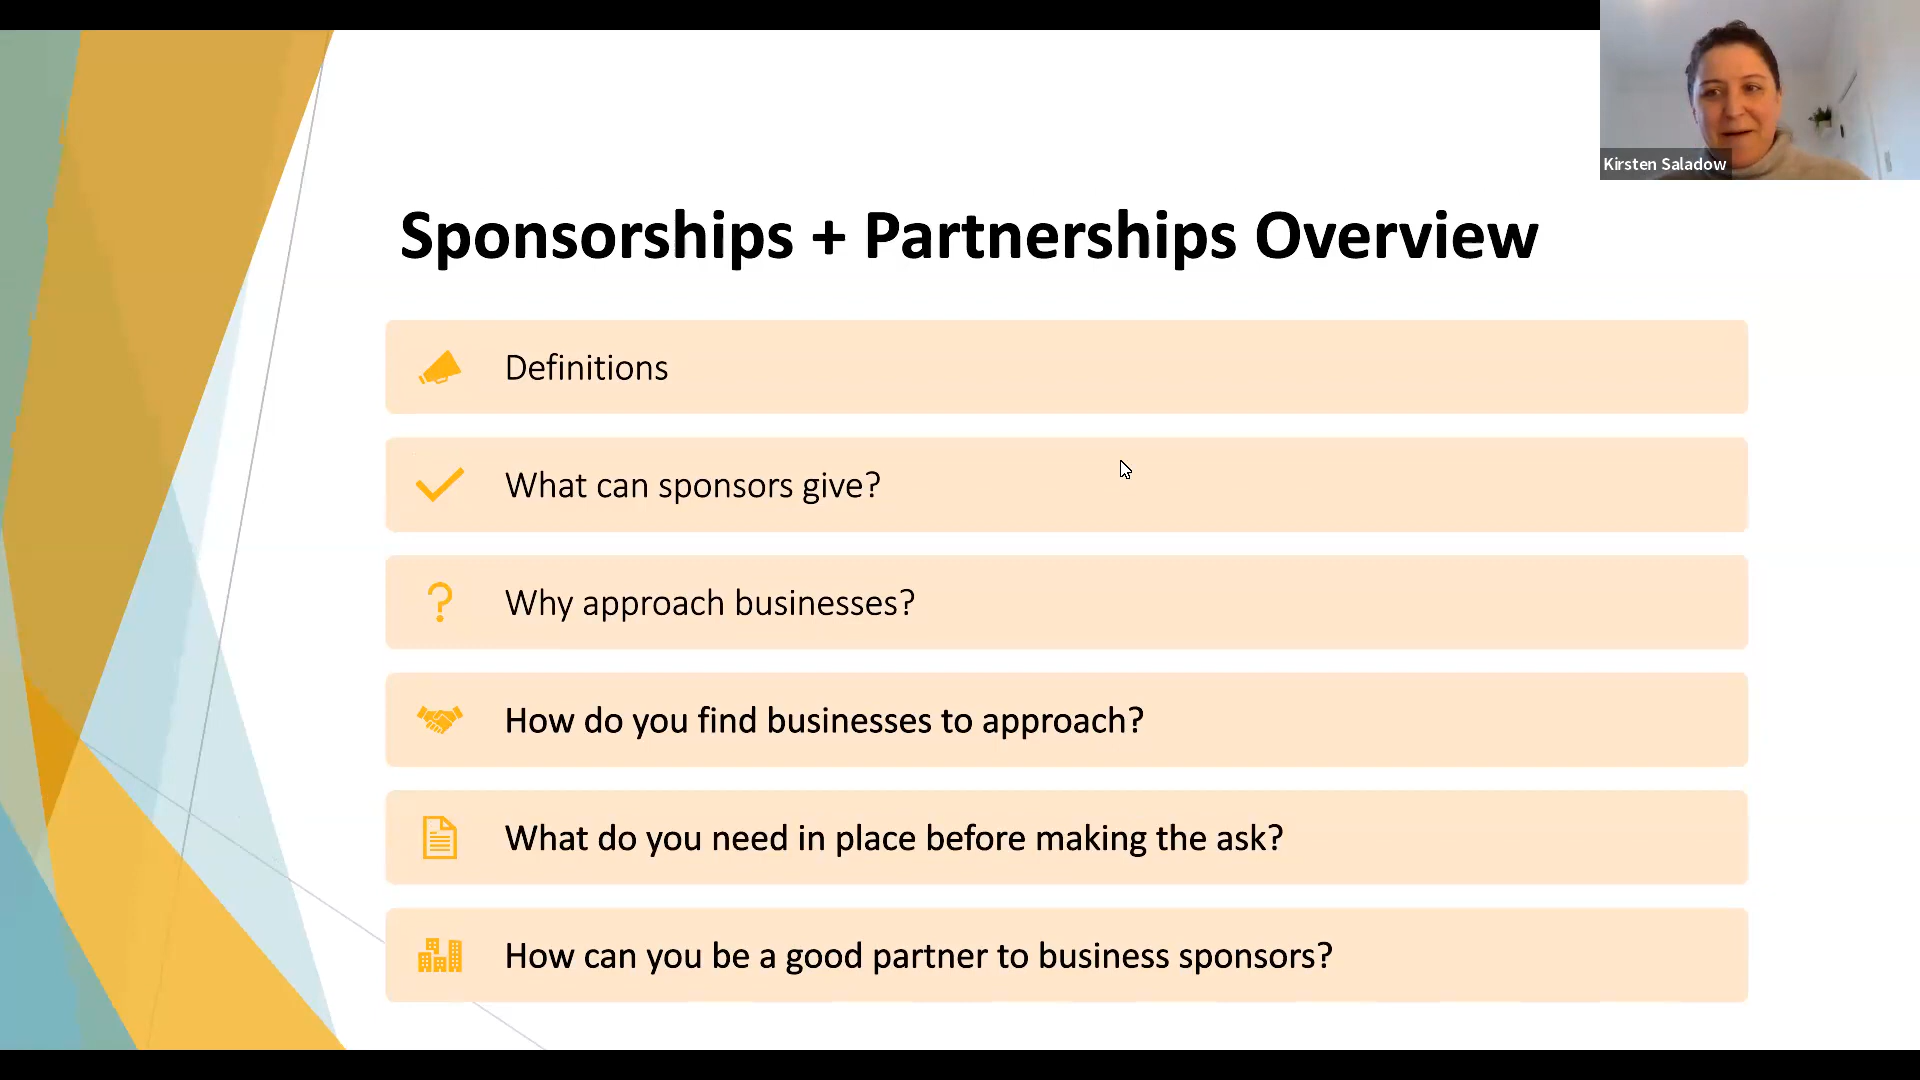 Kirsten Saladow
Sponsorships + Partnerships Overview
Definitions
What can sponsors give?
Why approach businesses?
How do you find businesses to approach?
What do you need in place before making the ask?
How can you be a good partner to business sponsors?